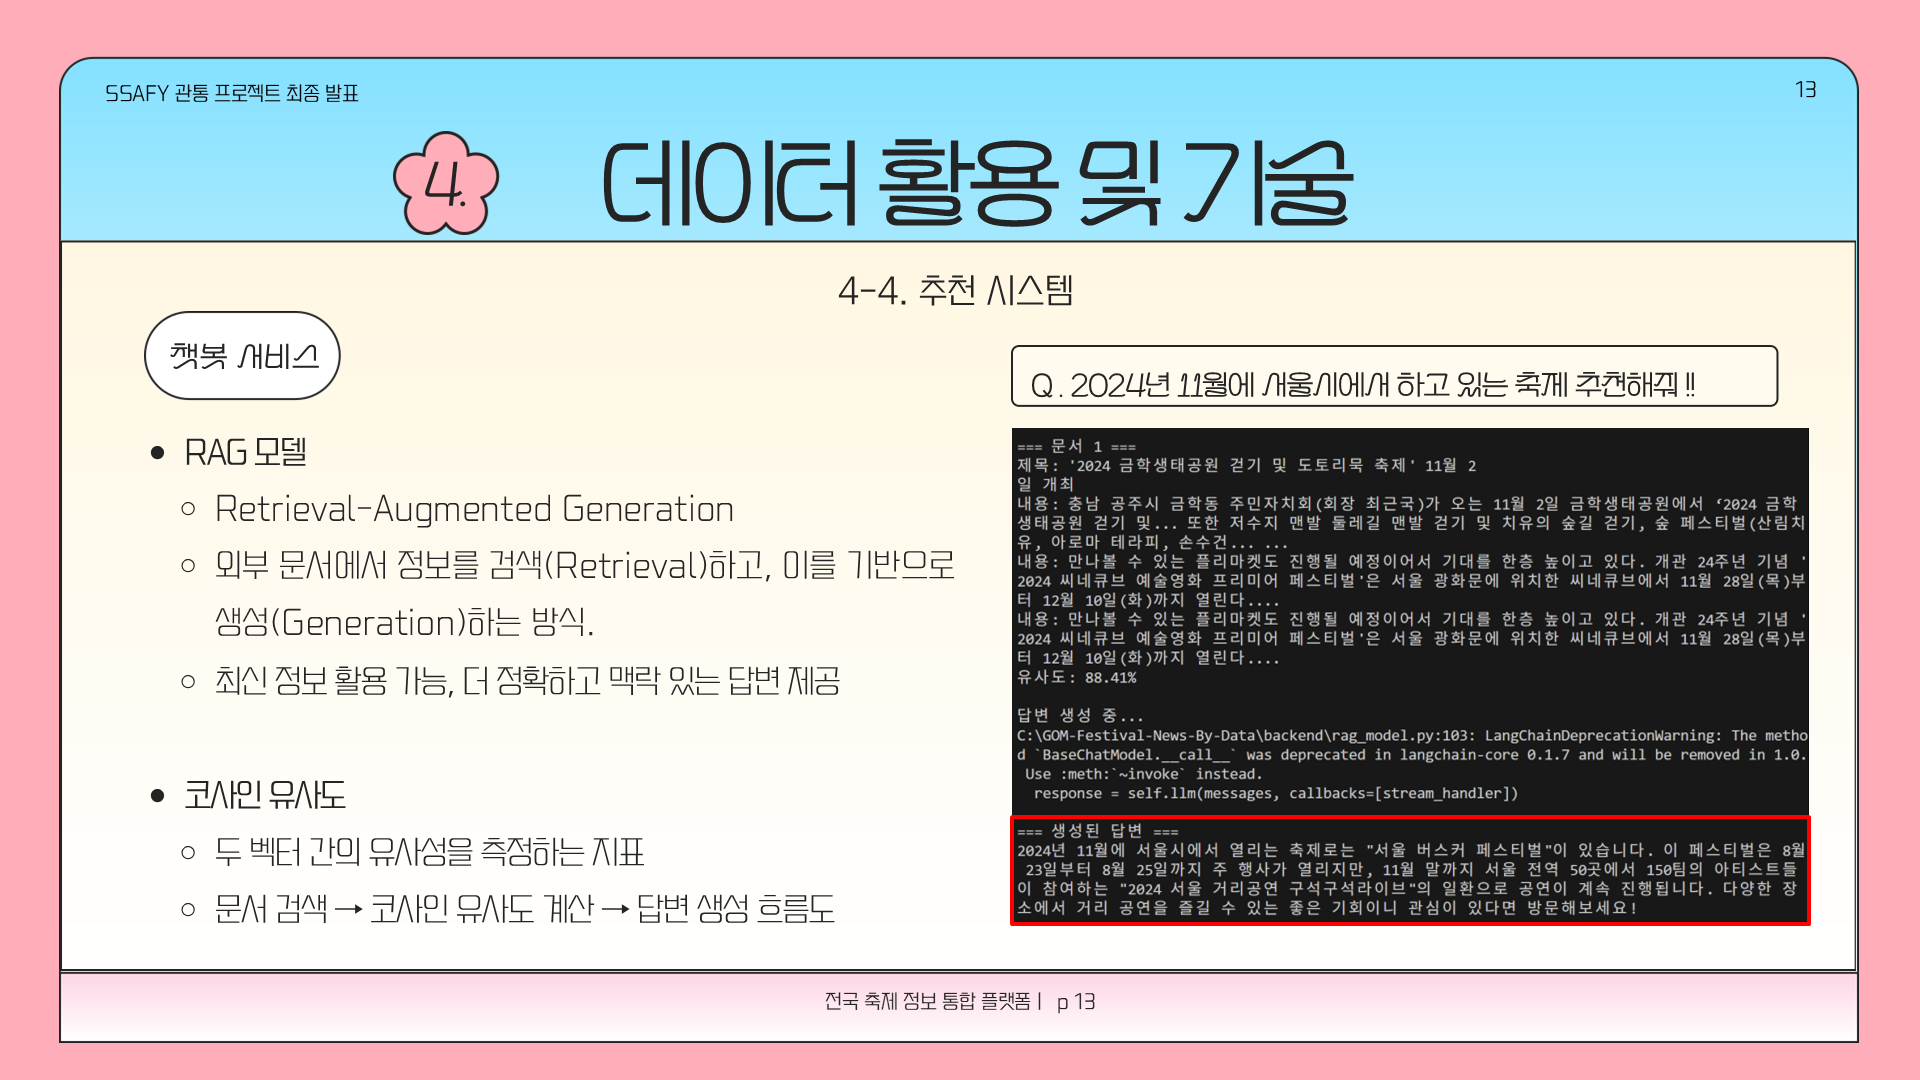 SSAFY 관통 프로젝트 최종 발표
13
4.
데이터 활용 및 기술
4-4. 추천 시스템
챗봇 서비스
• RAG 모델
○ Retrieval-Augmented Generation
○ 외부 문서에서 정보를 검색(Retrieval)하고, 이를 기반으로
생성(Generation)하는 방식.
○ 최신 정보 활용 가능, 더 정확하고 맥락 있는 답변 제공
• 코사인 유사도
○ 두 벡터 간의 유사성을 측정하는 지표
○ 문서 검색 → 코사인 유사도 계산 → 답변 생성 흐름도
Q . 2024년 11월에 서울시에서 하고 있는 축제 추천해줘 !!
=== 문서 1 ===
제목: '2024 금학생태공원 걷기 및 도토리묵 축제' 11월 2
일 개최
내용: 충남 공주시 금학동 주민자치회(회장 최근국)가 오는 11월 2일 금학생태공원에서 ‘2024 금학
생태공원 걷기 및... 또한 저수지 맨발 둘레길 맨발 걷기 및 치유의 숲길 걷기, 숲 페스티벌(산림치
유, 아로마 테라피, 손수건... ...
내용: 만나볼 수 있는 플리마켓도 진행될 예정이어서 기대를 한층 높이고 있다. 개관 24주년 기념 '
2024 씨네큐브 예술영화 프리미어 페스티벌'은 서울 광화문에 위치한 씨네큐브에서 11월 28일(목)부
터 12월 10일(화)까지 열린다....
내용: 만나볼 수 있는 플리마켓도 진행될 예정이어서 기대를 한층 높이고 있다. 개관 24주년 기념 '
2024 씨네큐브 예술영화 프리미어 페스티벌'은 서울 광화문에 위치한 씨네큐브에서 11월 28일(목)부
터 12월 10일(화)까지 열린다....
유사도: 88.41%
답변 생성 중...
C:\GOM-Festival-News-By-Data\backend\rag_model.py:103: LangChainDeprecationWarning: The metho
d `BaseChatModel.__call__` was deprecated in langchain-core 0.1.7 and will be removed in 1.0.
Use :meth:`~invoke` instead.
response = self.llm(messages, callbacks=[stream_handler])
=== 생성된 답변 ===
2024년 11월에 서울시에서 열리는 축제로는 "서울 버스커 페스티벌"이 있습니다. 이 페스티벌은 8월
23일부터 8월 25일까지 주 행사가 열리지만, 11월 말까지 서울 전역 50곳에서 150팀의 아티스트들
이 참여하는 "2024 서울 거리공연 구석구석라이브"의 일환으로 공연이 계속 진행됩니다. 다양한 장
소에서 거리 공연을 즐길 수 있는 좋은 기회이니 관심이 있다면 방문해보세요!
전국 축제 정보 통합 플랫폼 | p 13